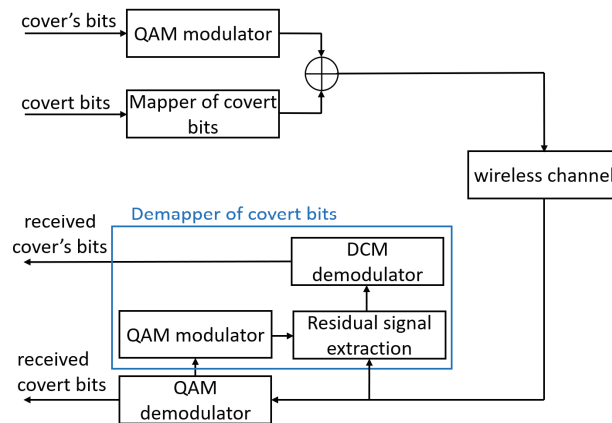 cover's bits
QAM modulator
covert bits
Mapper of covert
bits
wireless channel
Demapper of covert bits
received
cover's bits
DCM
demodulator
QAM modulator
Residual signal
extraction
received
covert bits
QAM
demodulator